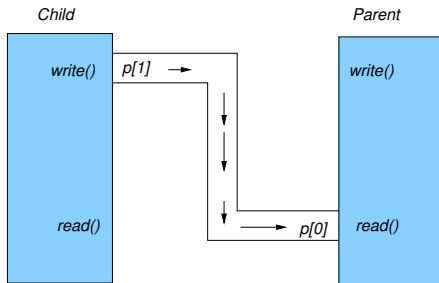 Child Parent
write() p[1] write()
read() p[0] read()